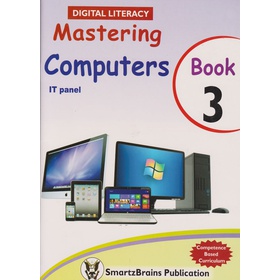 DIGITAL LITERACY
Mastering
Computers
Book
3
IT panel
Competence
Based
Curriculum
SmartzBrains Publication